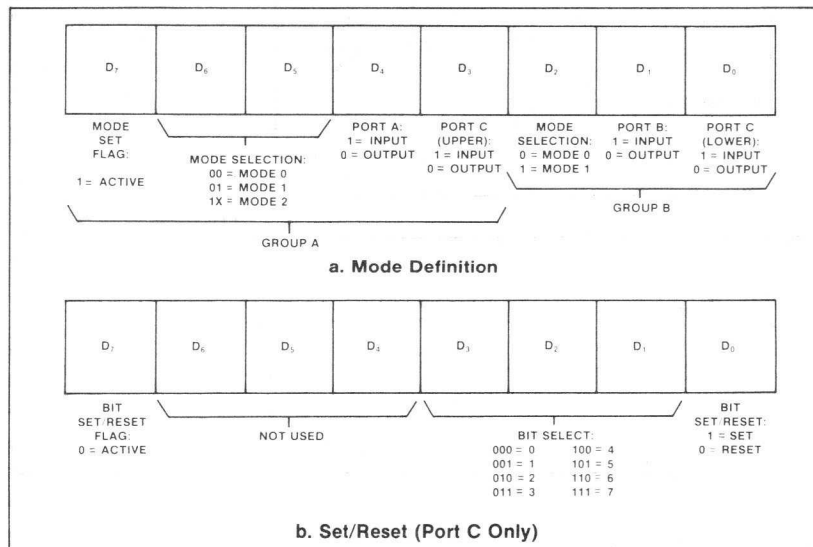 D₇ D₆ D₅ D₄ D₃ D₂ D₁ D₀
MODE
SET
FLAG:
1 = ACTIVE
MODE SELECTION:
00 = MODE 0
01 = MODE 1
1X = MODE 2
PORT A:
1 = INPUT
0 = OUTPUT
PORT C
(UPPER):
1 = INPUT
0 = OUTPUT
MODE
SELECTION:
0 = MODE 0
1 = MODE 1
PORT B:
1 = INPUT
0 = OUTPUT
PORT C
(LOWER):
1 = INPUT
0 = OUTPUT
GROUP A
GROUP B
a. Mode Definition
D₇ D₆ D₅ D₄ D₃ D₂ D₁ D₀
BIT
SET/RESET
FLAG:
0 = ACTIVE
NOT USED
BIT SELECT:
000 = 0 100 = 4
001 = 1 101 = 5
010 = 2 110 = 6
011 = 3 111 = 7
BIT
SET/RESET:
1 = SET
0 = RESET
b. Set/Reset (Port C Only)